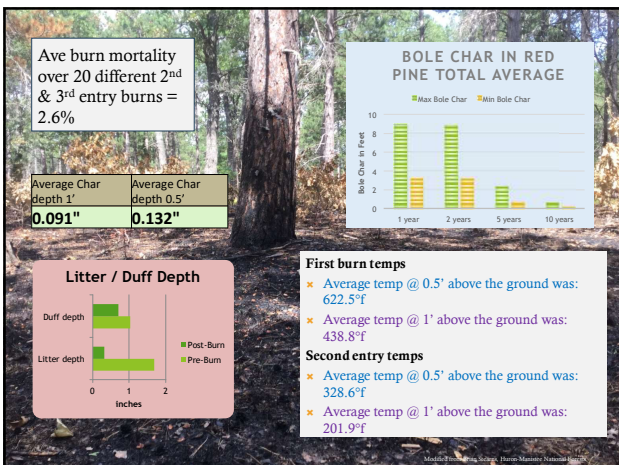 Ave burn mortality
over 20 different 2nd
& 3rd entry burns =
2.6%
BOLE CHAR IN RED
PINE TOTAL AVERAGE
Max Bole Char Min Bole Char
Bole Char in Feet
10
8
6
4
2
0
1 year 2 years 5 years 10 years
Average Char
depth 1'
Average Char
depth 0.5'
0.091" 0.132"
Litter / Duff Depth
Duff depth
Litter depth
Post-Burn
Pre-Burn
0 1 2
inches
First burn temps
Average temp @ 0.5' above the ground was:
622.5°f
Average temp @ 1' above the ground was:
438.8°f
Second entry temps
Average temp @ 0.5' above the ground was:
328.6°f
Average temp @ 1' above the ground was:
201.9°f
Modified from Stearns, Huron-Manistee National Forests